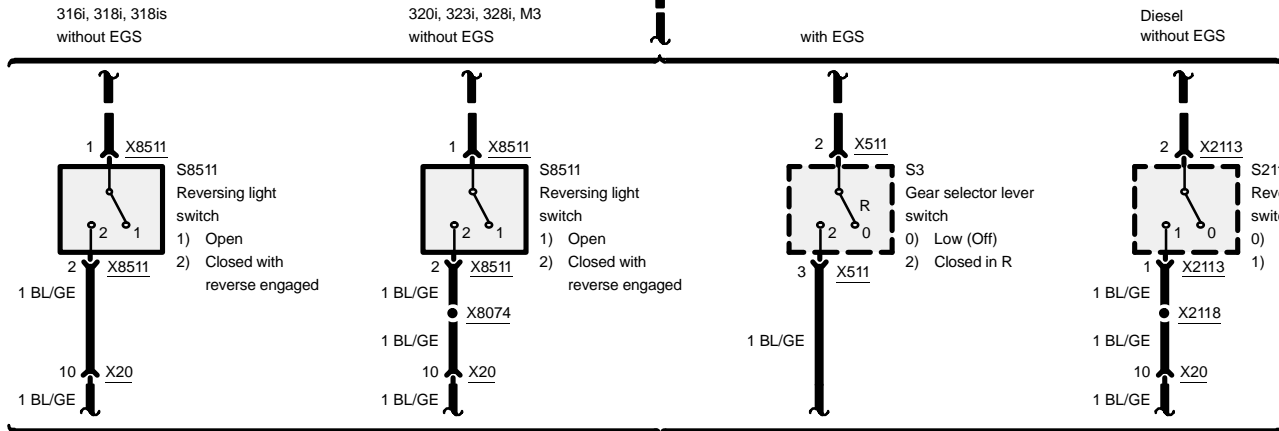 316i, 318i, 318is
without EGS
320i, 323i, 328i, M3
without EGS
with EGS
Diesel
without EGS
1 X8511
S8511
Reversing light
switch
1) Open
2) Closed with
reverse engaged
2 1
2 X8511
1 BL/GE
10 X20
1 BL/GE
1 X8511
S8511
Reversing light
switch
1) Open
2) Closed with
reverse engaged
2 1
2 X8511
1 BL/GE
X8074
1 BL/GE
10 X20
1 BL/GE
2 X511
S3
Gear selector lever
switch
0) Low (Off)
2) Closed in R
R
2 0
3 X511
1 BL/GE
2 X2113
0)
1)
1 0
1 X2113
1 BL/GE
X2118
1 BL/GE
10 X20
1 BL/GE